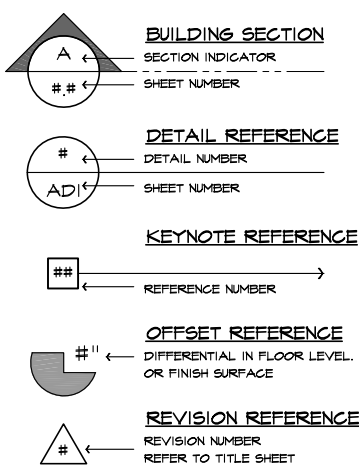 BUILDING SECTION
A
SECTION INDICATOR
#.#
SHEET NUMBER
DETAIL REFERENCE
#
DETAIL NUMBER
AD1
SHEET NUMBER
KEYNOTE REFERENCE
##
REFERENCE NUMBER
OFFSET REFERENCE
#"
DIFFERENTIAL IN FLOOR LEVEL.
OR FINISH SURFACE
REVISION REFERENCE
REVISION NUMBER
#
REFER TO TITLE SHEET